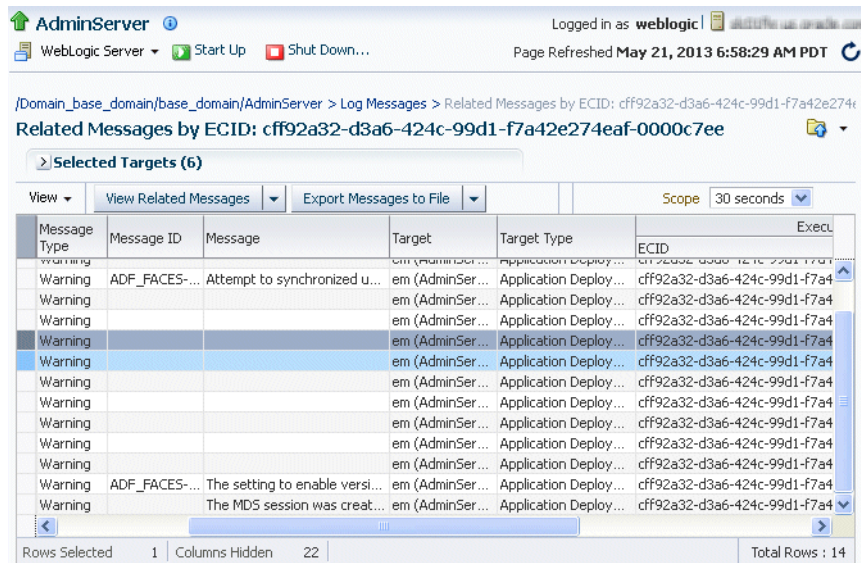 AdminServer
Logged in as weblogic
WebLogic Server Start Up Shut Down...
Page Refreshed May 21, 2013 6:58:29 AM PDT
/Domain_base_domain/base_domain/AdminServer > Log Messages > Related Messages by ECID: cff92a32-d3a6-424c-99d1-f7a42e274e
Related Messages by ECID: cff92a32-d3a6-424c-99d1-f7a42e274eaf-0000c7ee
Selected Targets (6)
View View Related Messages Export Messages to File Scope 30 seconds
Message Type Message ID Message Target Target Type Execu
ECID
Warning em (AdminSer... Application Deploy... cff92a32-d3a6-424c-99d1-f7a4
Warning ADF_FACES-... Attempt to synchronized u... em (AdminSer... Application Deploy... cff92a32-d3a6-424c-99d1-f7a4
Warning em (AdminSer... Application Deploy... cff92a32-d3a6-424c-99d1-f7a4
Warning em (AdminSer... Application Deploy... cff92a32-d3a6-424c-99d1-f7a4
Warning em (AdminSer... Application Deploy... cff92a32-d3a6-424c-99d1-f7a4
Warning em (AdminSer... Application Deploy... cff92a32-d3a6-424c-99d1-f7a4
Warning em (AdminSer... Application Deploy... cff92a32-d3a6-424c-99d1-f7a4
Warning em (AdminSer... Application Deploy... cff92a32-d3a6-424c-99d1-f7a4
Warning em (AdminSer... Application Deploy... cff92a32-d3a6-424c-99d1-f7a4
Warning em (AdminSer... Application Deploy... cff92a32-d3a6-424c-99d1-f7a4
Warning em (AdminSer... Application Deploy... cff92a32-d3a6-424c-99d1-f7a4
Warning ADF_FACES-... The setting to enable versi... em (AdminSer... Application Deploy... cff92a32-d3a6-424c-99d1-f7a4
Warning The MDS session was creat... em (AdminSer... Application Deploy... cff92a32-d3a6-424c-99d1-f7a4
Rows Selected 1 Columns Hidden 22 Total Rows : 14